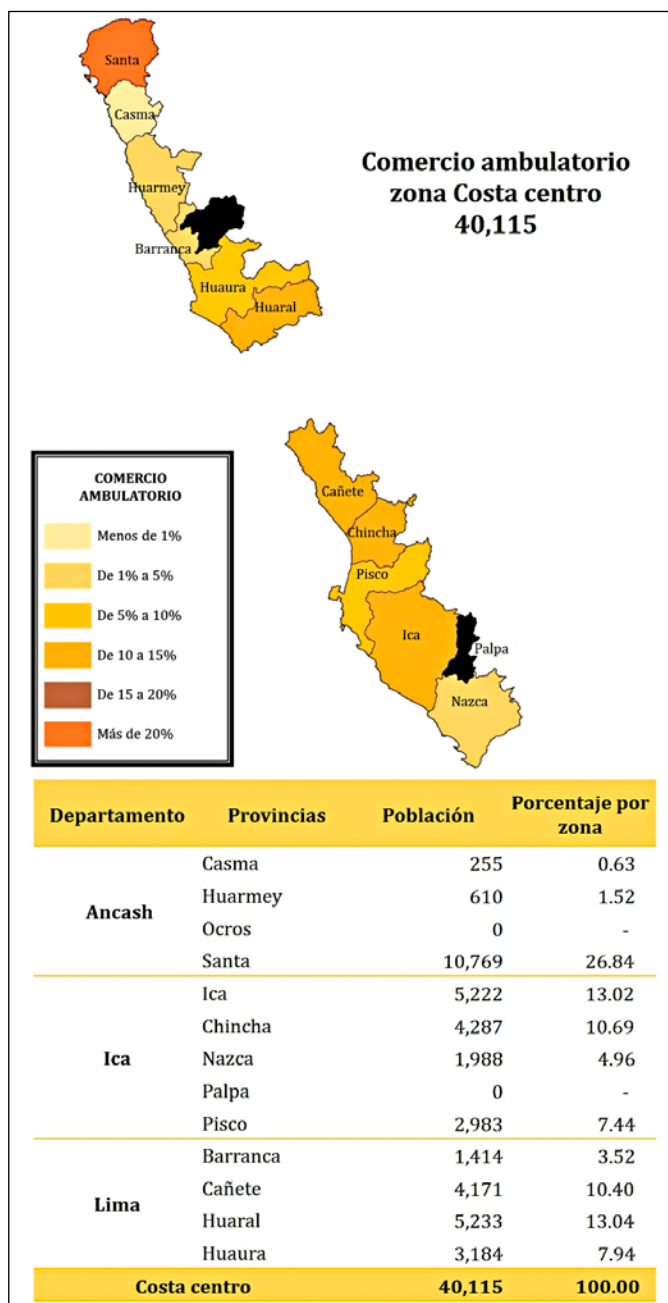 Santa
Casma
Huarmey
Barranca
Huaura
Huaral
Comercio ambulatorio
zona Costa centro
40,115
Cañete
Chincha
Pisco
Ica
Palpa
Nazca
COMERCIO
AMBULATORIO
Menos de 1%
De 1% a 5%
De 5% a 10%
De 10 a 15%
De 15 a 20%
Más de 20%
Departamento Provincias Población Porcentaje por zona
Ancash
Casma 255 0.63
Huarmey 610 1.52
Ocros 0 -
Santa 10,769 26.84
Ica
Ica 5,222 13.02
Chincha 4,287 10.69
Nazca 1,988 4.96
Palpa 0 -
Pisco 2,983 7.44
Lima
Barranca 1,414 3.52
Cañete 4,171 10.40
Huaral 5,233 13.04
Huaura 3,184 7.94
Costa centro 40,115 100.00